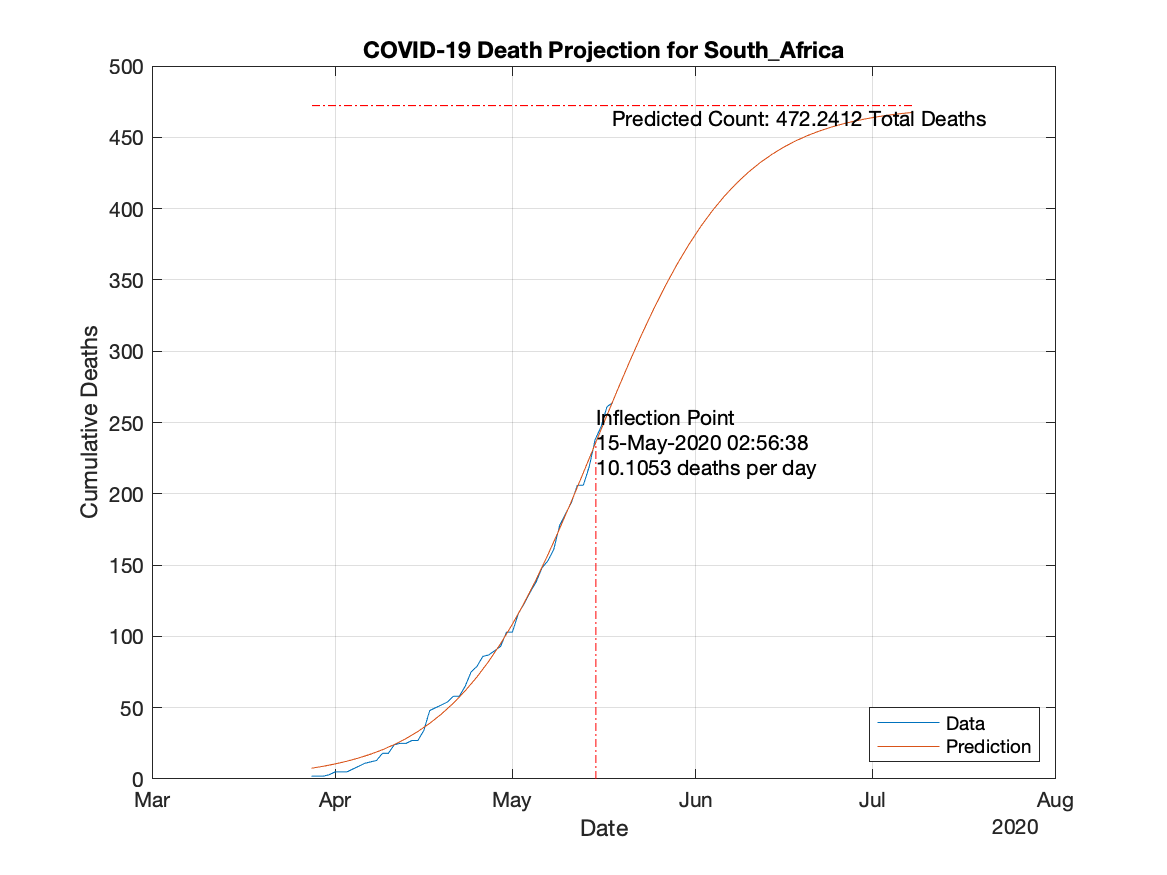 COVID-19 Death Projection for South_Africa
500
450
400
350
300
250
200
150
100
50
0
Cumulative Deaths
Predicted Count: 472.2412 Total Deaths
Inflection Point
15-May-2020 02:56:38
10.1053 deaths per day
Data
Prediction
Mar Apr May Jun Jul Aug
Date
2020